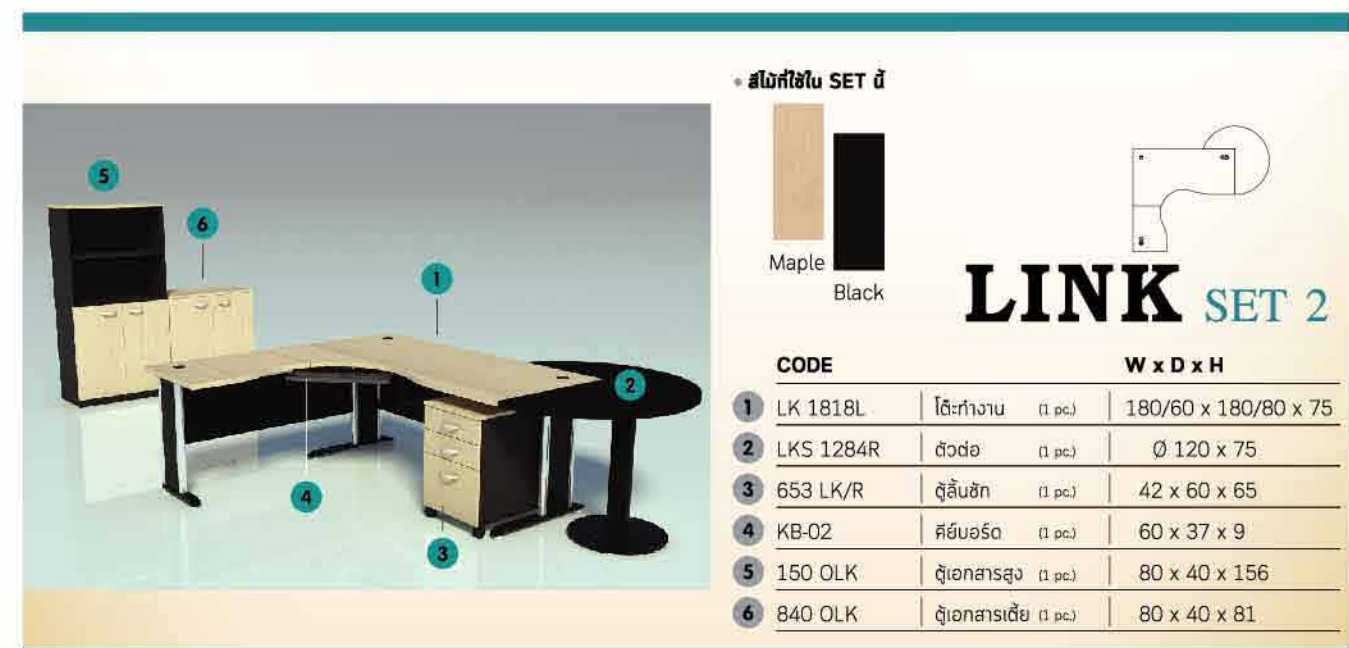 สีไม้ที่ใช้ใน SET นี้
Maple
Black
LINK SET 2
CODE W x D x H
1 LK 1818L โต๊ะทำงาน (1 pc.) 180/60 x 180/80 x 75
2 LKS 1284R ตัวต่อ (1 pc.) Ø 120 x 75
3 653 LK/R ตู้ลิ้นชัก (1 pc.) 42 x 60 x 65
4 KB-02 คีย์บอร์ด (1 pc.) 60 x 37 x 9
5 150 OLK ตู้เอกสารสูง (1 pc.) 80 x 40 x 156
6 840 OLK ตู้เอกสารเตี้ย (1 pc.) 80 x 40 x 81
5
6
1
2
4
3